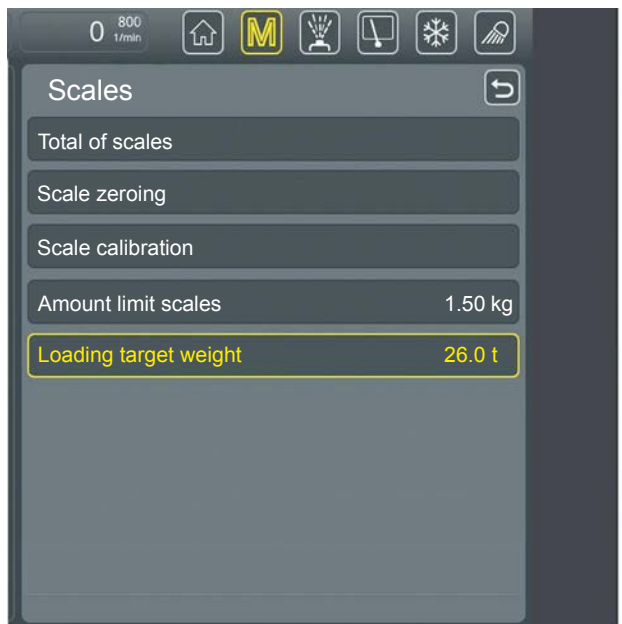 0 800
1/min
M
Scales
Total of scales
Scale zeroing
Scale calibration
Amount limit scales 1.50 kg
Loading target weight 26.0 t